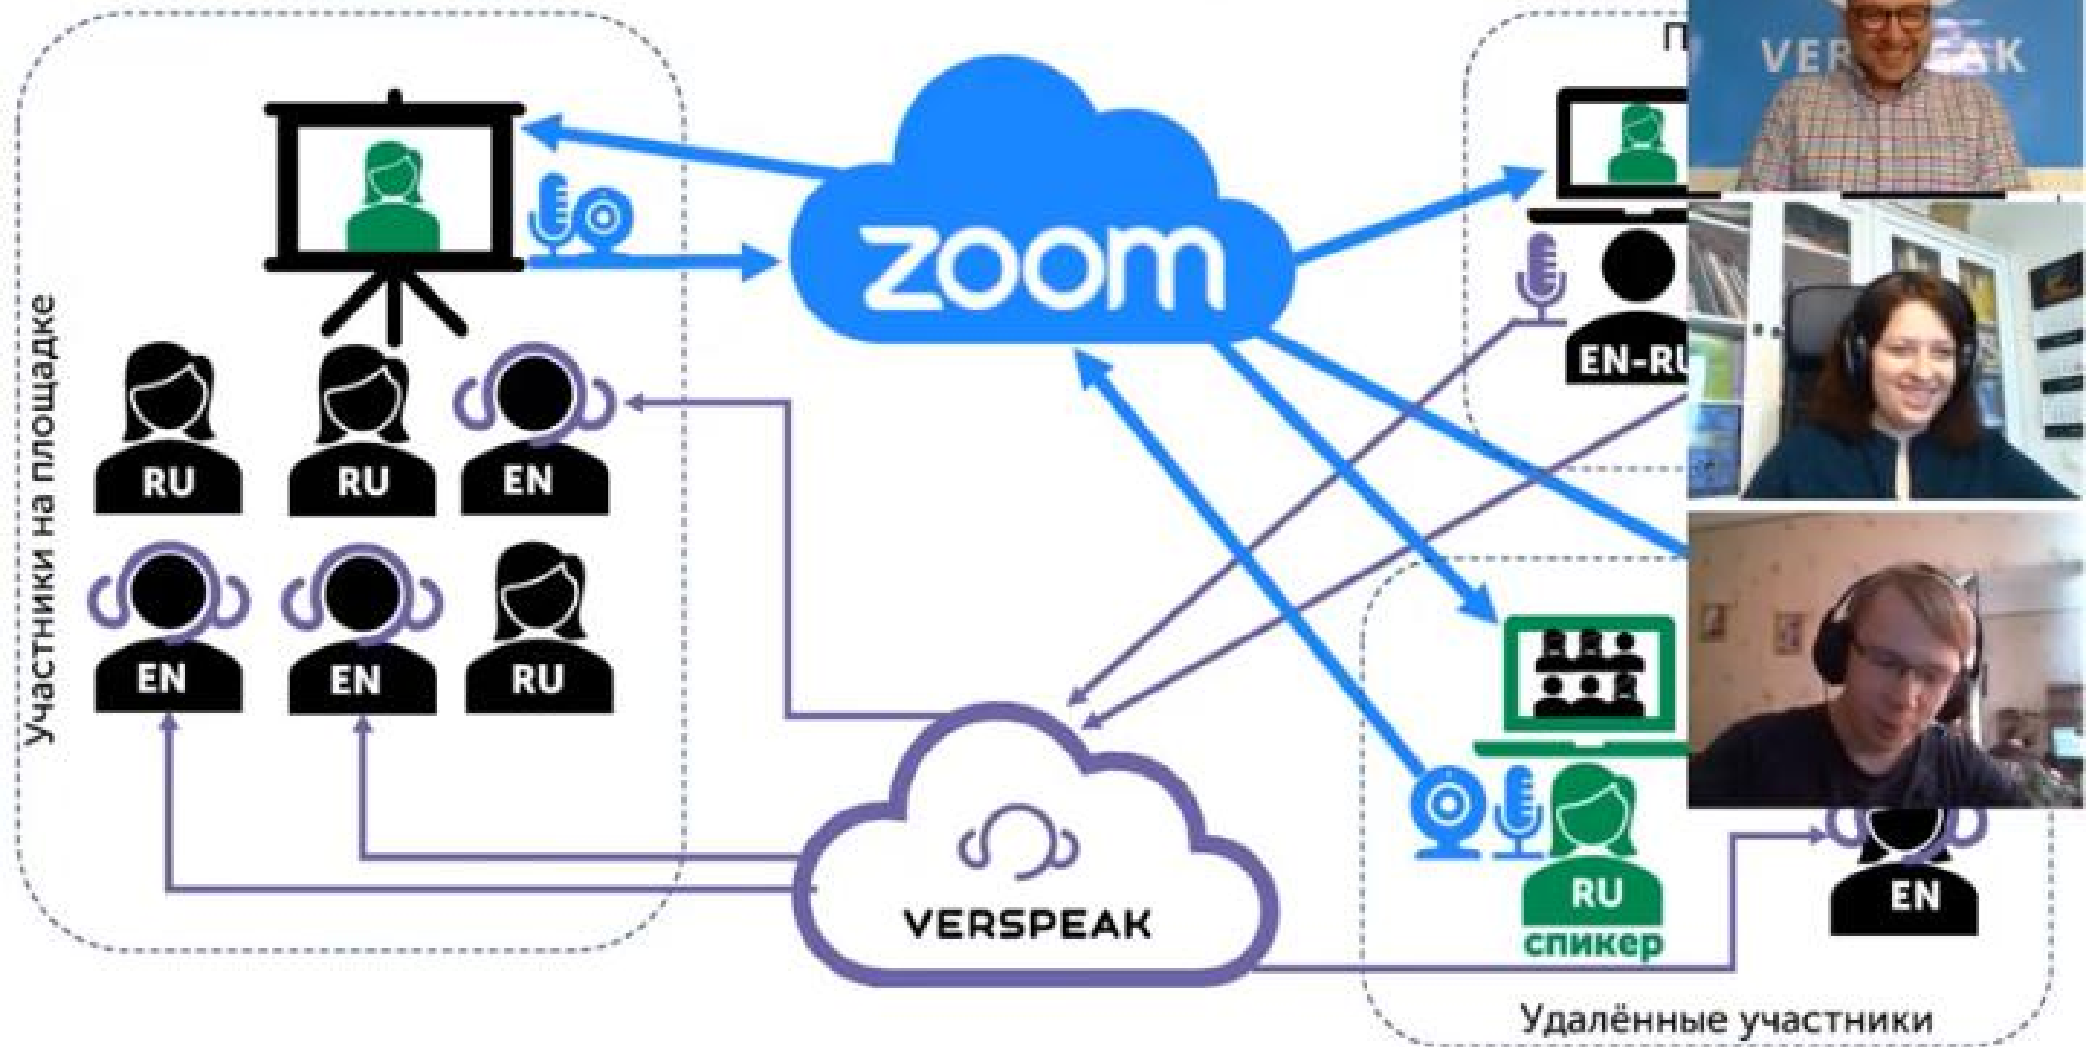 Участники на площадке
RU
RU
EN
EN
EN
RU
zoom
VERSPEAK
EN-RU
RU
спикер
EN
Удалённые участники